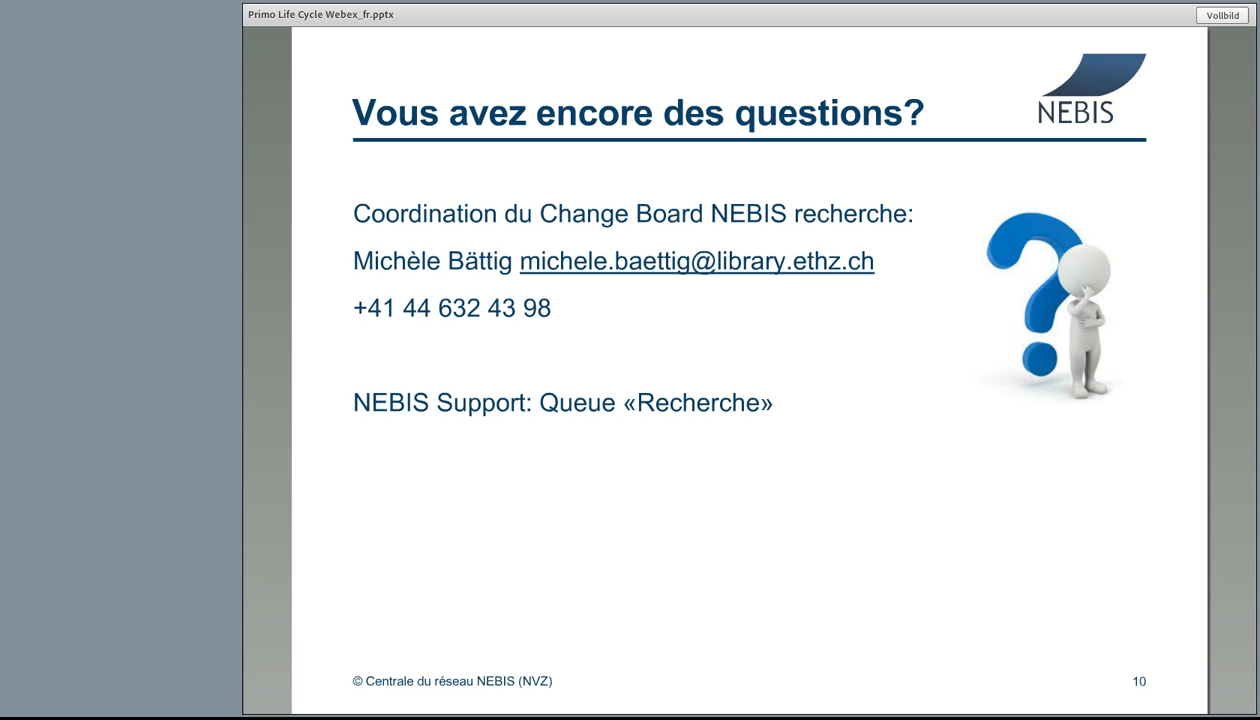 Primo Life Cycle Webex_fr.pptx
Vollbild
NEBIS
Vous avez encore des questions?
Coordination du Change Board NEBIS recherche:
Michèle Bättig michele.baettig@library.ethz.ch
+41 44 632 43 98
NEBIS Support: Queue «Recherche»
© Centrale du réseau NEBIS (NVZ)
10